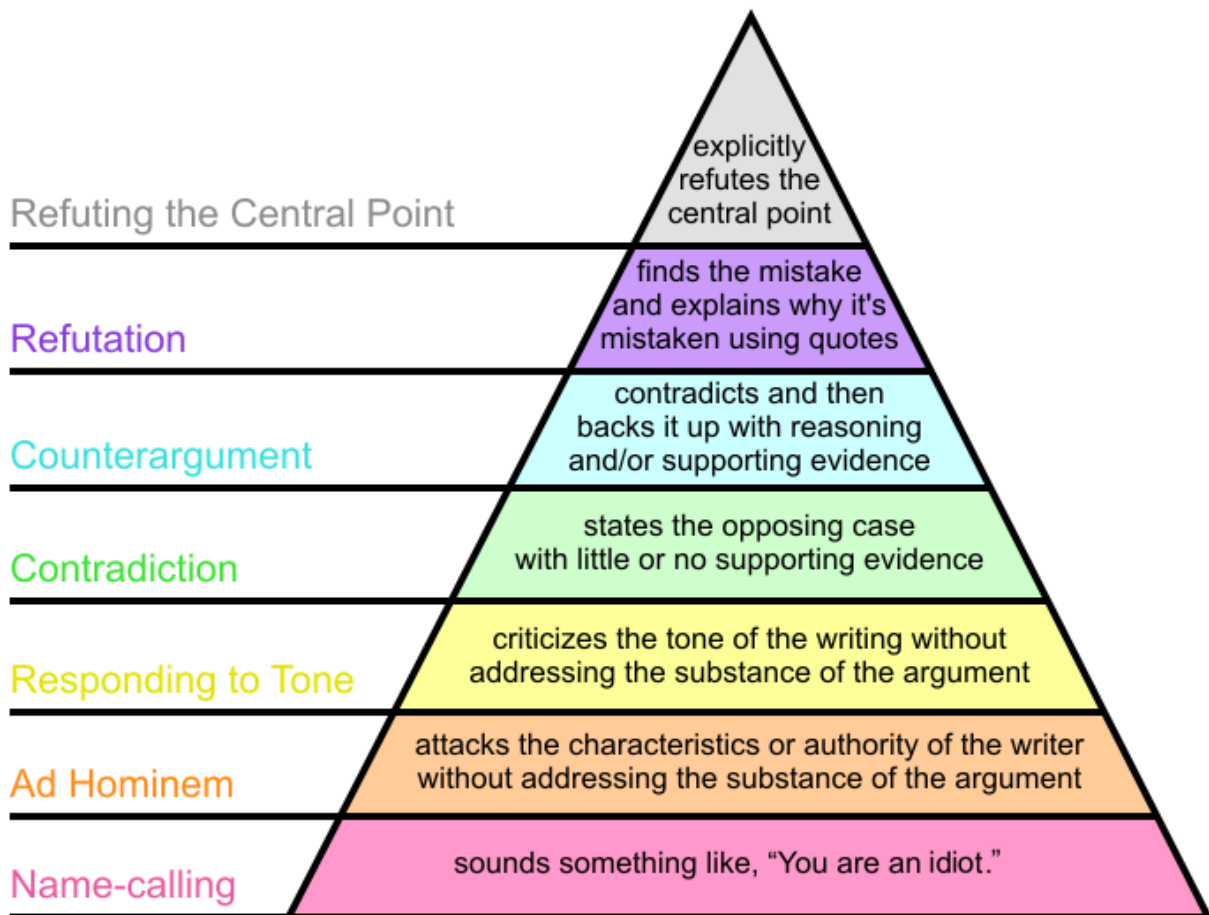 explicitly
refutes the
central point
Refuting the Central Point
finds the mistake
and explains why it's
mistaken using quotes
Refutation
contradicts and then
backs it up with reasoning
and/or supporting evidence
Counterargument
states the opposing case
with little or no supporting evidence
Contradiction
criticizes the tone of the writing without
addressing the substance of the argument
Responding to Tone
attacks the characteristics or authority of the writer
without addressing the substance of the argument
Ad Hominem
sounds something like, “You are an idiot.”
Name-calling